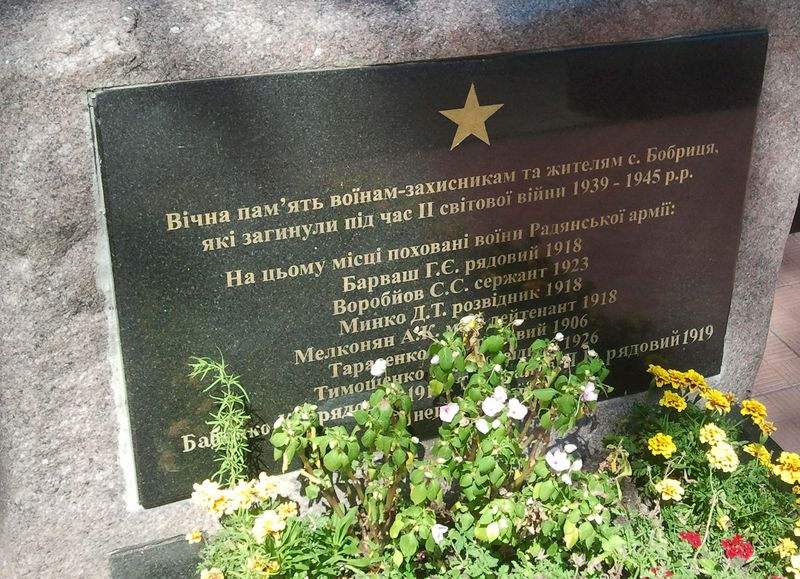 Вічна пам'ять воїнам-захисникам та жителям с. Бобриця,
які загинули під час ІІ світової війни 1939 - 1945 р.р.
На цьому місці поховані воїни Радянської армії:
Барваш Г.Є. рядовий 1918
Воробйов С.С. сержант 1923
Минко Д.Т. розвідник 1918
Мелконян А.Ж. лейтенант 1918
1906
1926
рядовий 1919